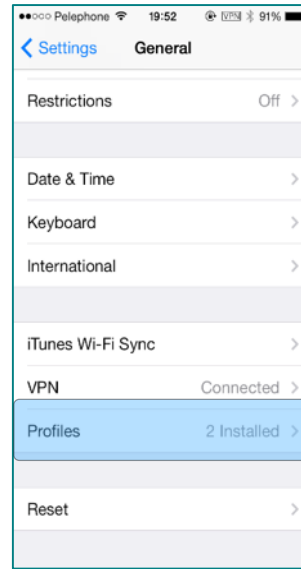 Pelephone 19:52 VPN 91%
Settings General
Restrictions Off
Date & Time
Keyboard
International
iTunes Wi-Fi Sync
VPN Connected
Profiles 2 Installed
Reset